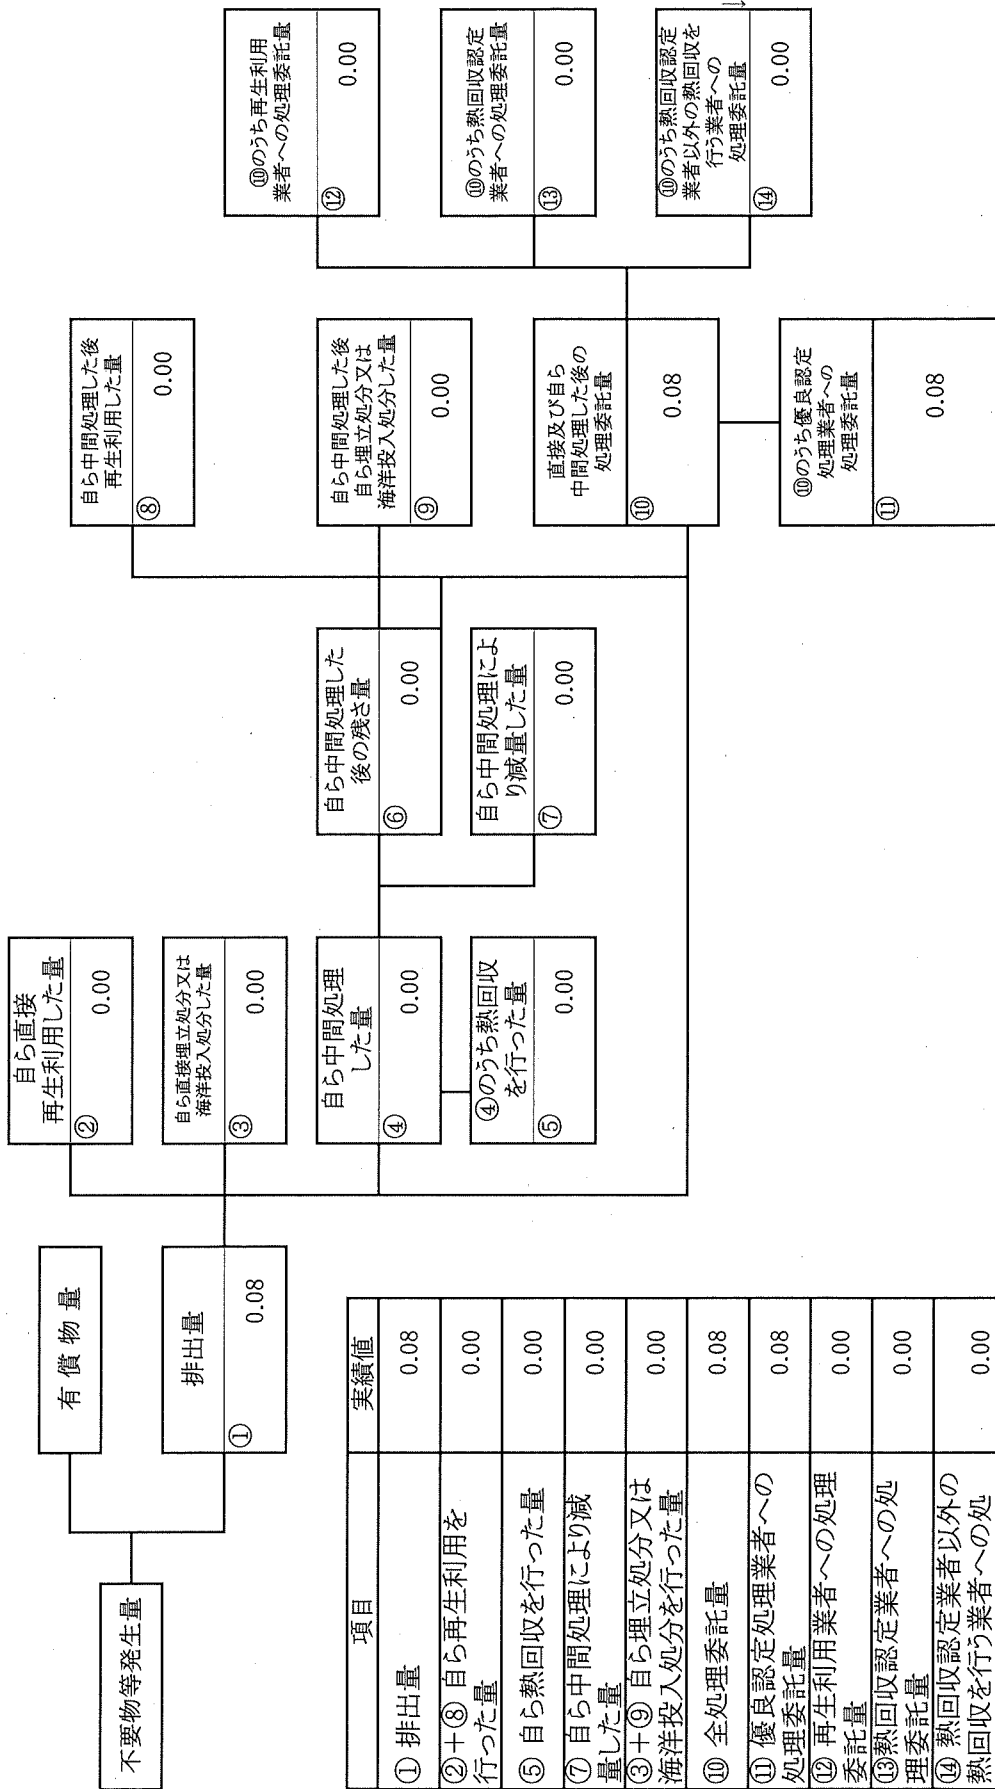 不要物等発生量
有償物量
排出量
①
0.08
自ら直接
再生利用した量
②
0.00
自ら直接埋立処分又は
海洋投入処分した量
③
0.00
自ら中間処理
した量
④
0.00
④のうち熱回収
を行った量
⑤
0.00
自ら中間処理した
後の残さ量
⑥
0.00
自ら中間処理によ
り減量した量
⑦
0.00
自ら中間処理した後
再生利用した量
⑧
0.00
自ら中間処理した後
自ら埋立処分又は
海洋投入処分した量
⑨
0.00
直接及び自ら
中間処理した後の
処理委託量
⑩
0.08
⑩のうち優良認定
処理業者への
処理委託量
⑪
0.08
⑩のうち再生利用
業者への処理委託量
⑫
0.00
⑩のうち熱回収認定
業者への処理委託量
⑬
0.00
⑩のうち熱回収認定
業者以外の熱回収を
行う業者への
処理委託量
⑭
0.00
項目 実績値
① 排出量 0.08
②+⑧ 自ら再生利用を
行った量 0.00
⑤ 自ら熱回収を行った量 0.00
⑦ 自ら中間処理により減
量した量 0.00
③+⑨ 自ら埋立処分又は
海洋投入処分を行った量 0.00
⑩ 全処理委託量 0.08
⑪ 優良認定処理業者への
処理委託量 0.08
⑫ 再生利用業者への処理
委託量 0.00
⑬熱回収認定業者への処
理委託量 0.00
⑭ 熱回収認定業者以外の
熱回収を行う業者への処 0.00